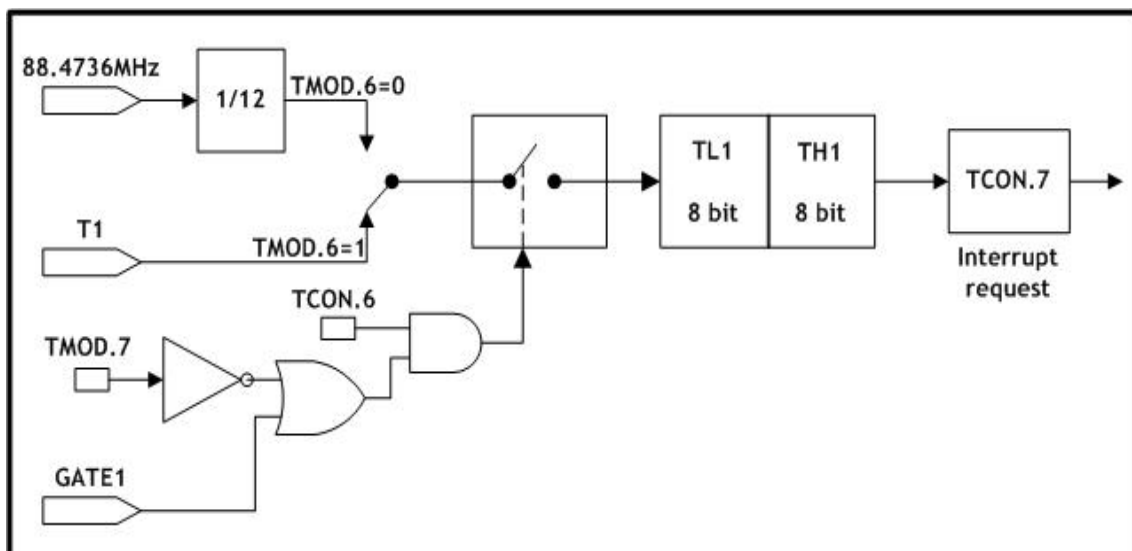 88.4736MHz
1/12
TMOD.6=0
T1
TMOD.6=1
TL1
8 bit
TH1
8 bit
TCON.7
Interrupt
request
TCON.6
TMOD.7
GATE1